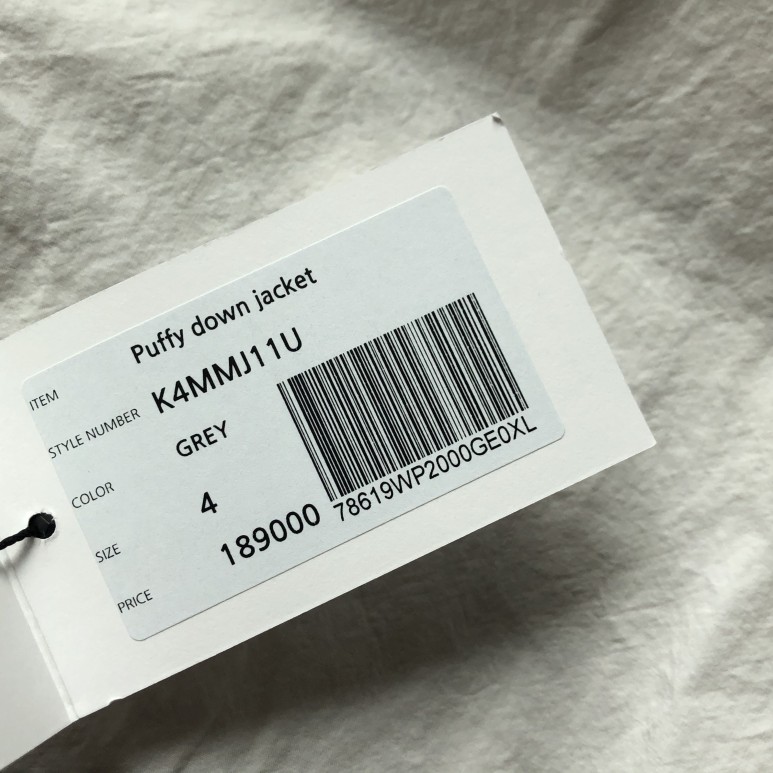 ITEM Puffy down jacket
STYLE NUMBER K4MMJ11U
COLOR GREY
SIZE 4
PRICE 189000
78619WP2000GE0XL